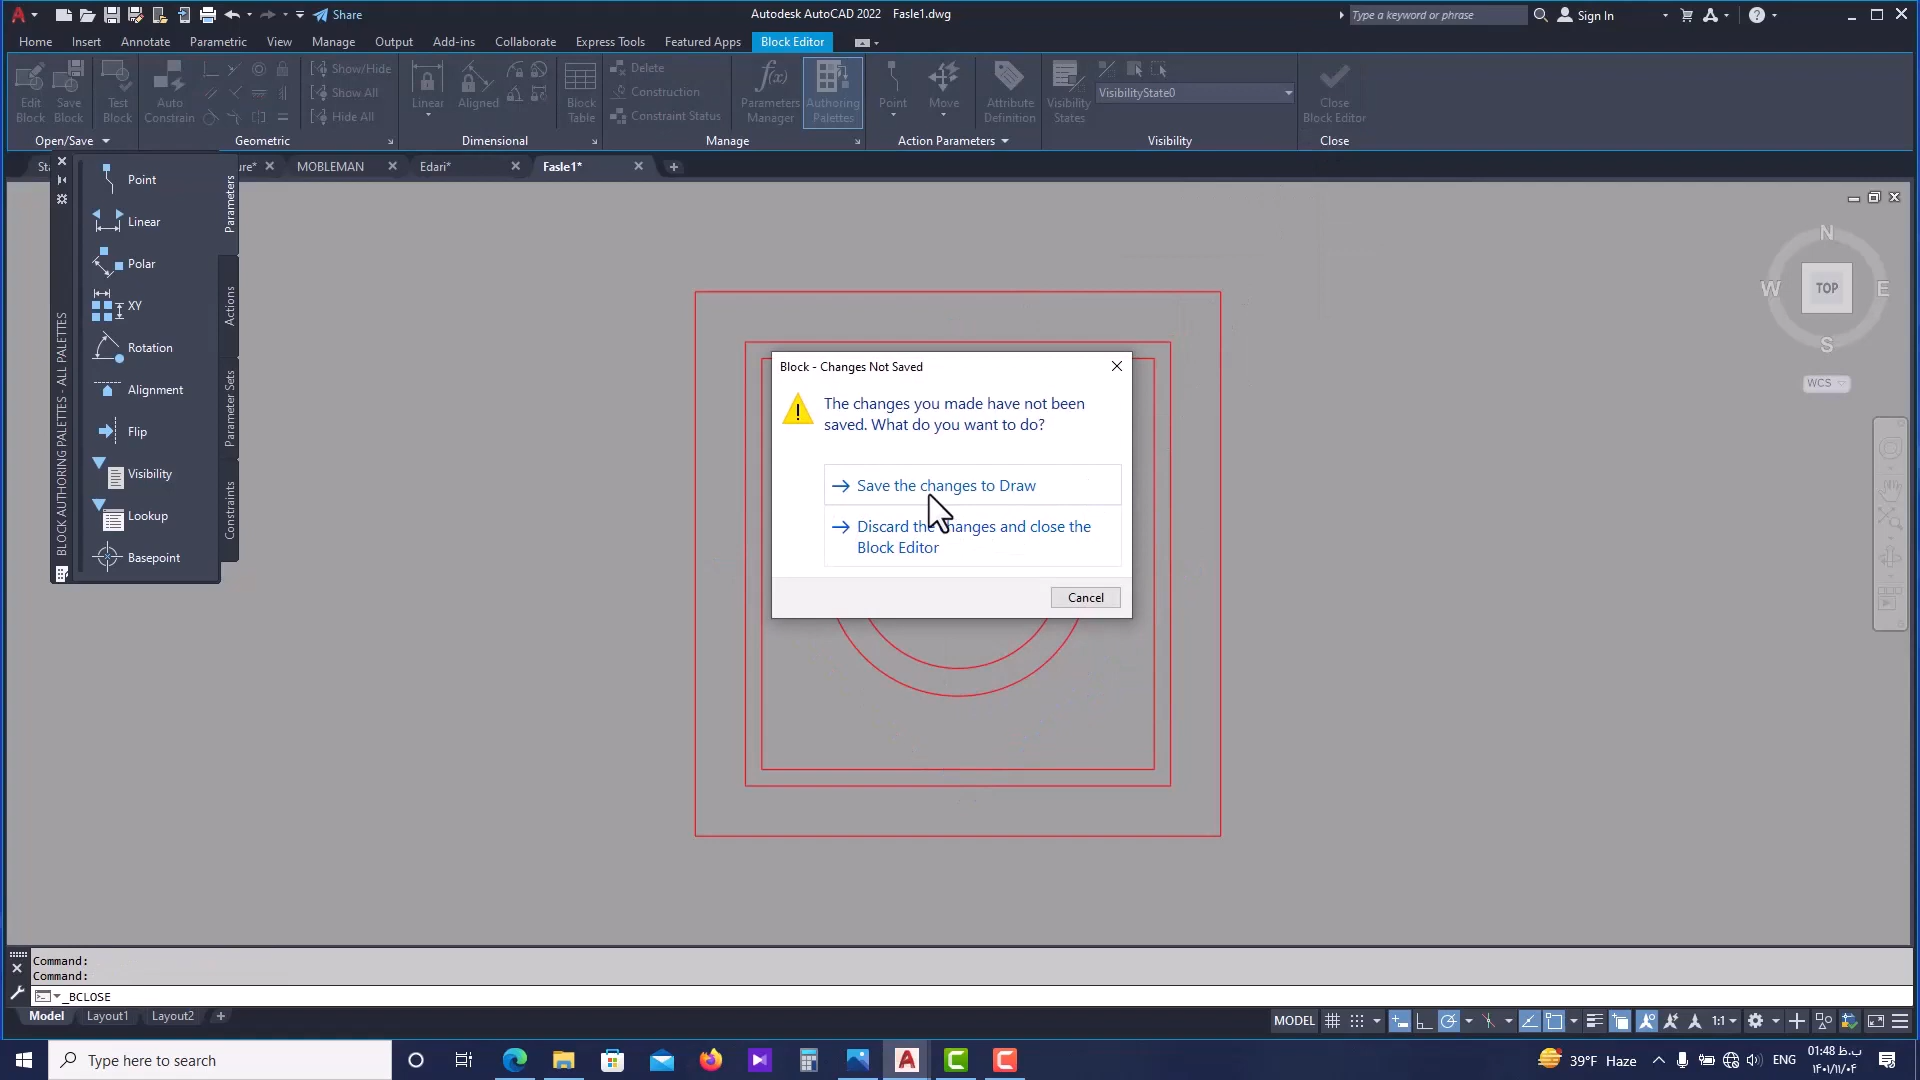 Share
Autodesk AutoCAD 2022 Fasle1.dwg
Type a keyword or phrase
Sign In
Home Insert Annotate Parametric View Manage Output Add-ins Collaborate Express Tools Featured Apps Block Editor
Edit Block
Save Block
Test Block
Auto Constrain
Show/Hide
Show All
Hide All
Linear
Aligned
Block Table
Delete
Construction
Constraint Status
Parameters Manager
Authoring Palettes
Point
Move
Attribute Definition
Visibility States
VisibilityState0
Close Block Editor
Open/Save Geometric Dimensional Manage Action Parameters Visibility Close
Sta
ure* MOBLEMAN Edari* Fasle1*
Point
Linear
Polar
XY
Rotation
Alignment
Flip
Visibility
Lookup
Basepoint
Parameters
Actions
Parameter Sets
Constraints
BLOCK AUTHORING PALETTES - ALL PALETTES
N
W TOP E
S
WCS
Block - Changes Not Saved
The changes you made have not been
saved. What do you want to do?
Save the changes to Draw
Discard the changes and close the
Block Editor
Cancel
Command:
Command:
_BCLOSE
Model Layout1 Layout2
MODEL
1:1
Type here to search
39°F Haze
ENG
01:48 ب.ظ
۱۴۰۱/۱۱/۰۴